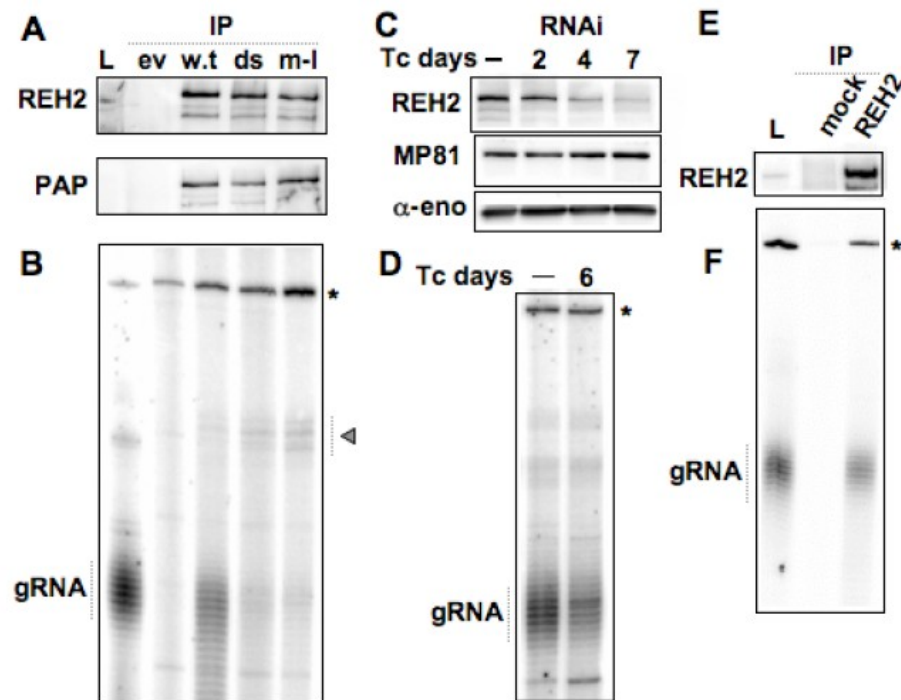 A
IP
L ev w.t ds m-I
REH2
PAP
B
*
gRNA
C
RNAi
Tc days – 2 4 7
REH2
MP81
α-eno
D
Tc days — 6
*
gRNA
E
IP
L mock REH2
REH2
F
*
gRNA